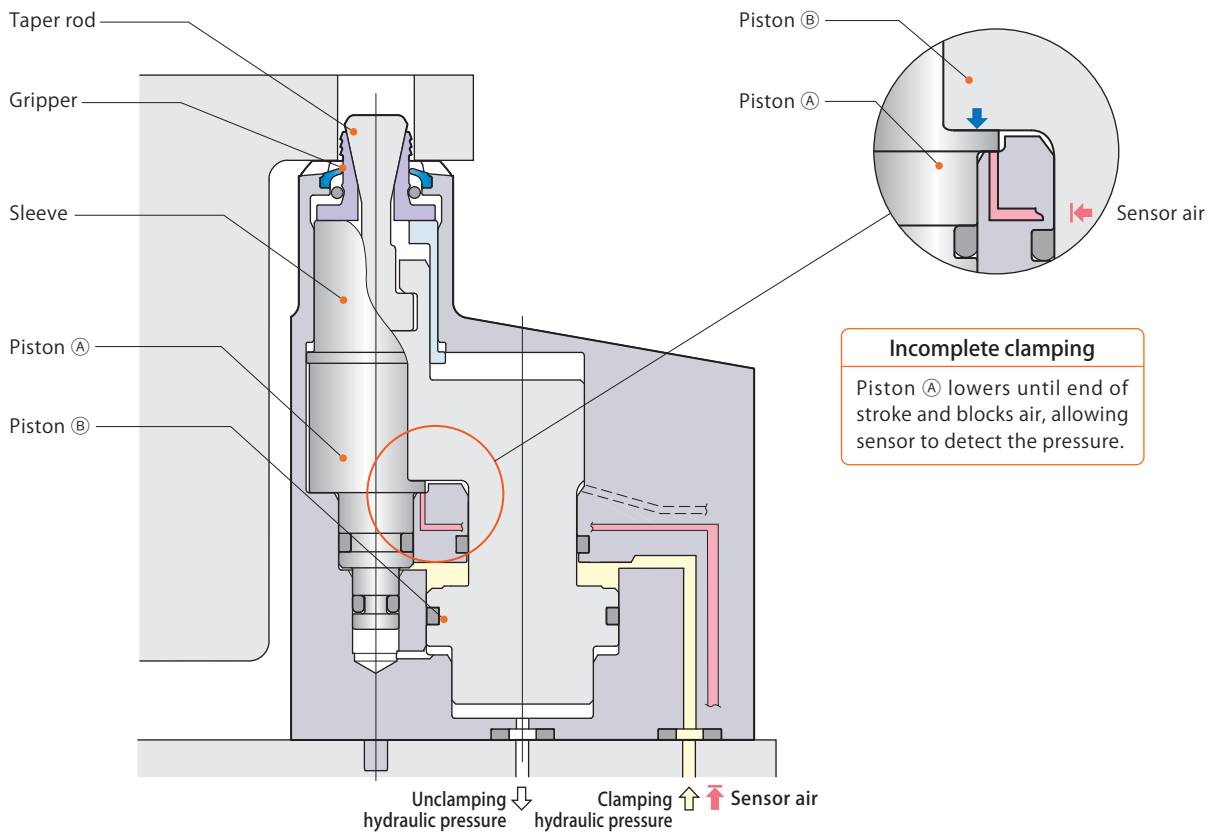 Taper rod
Gripper
Sleeve
Piston Ⓐ
Piston Ⓑ
Piston Ⓑ
Piston Ⓐ
Sensor air
Incomplete clamping
Piston Ⓐ lowers until end of
stroke and blocks air, allowing
sensor to detect the pressure.
Unclamping
hydraulic pressure
Clamping
hydraulic pressure
Sensor air